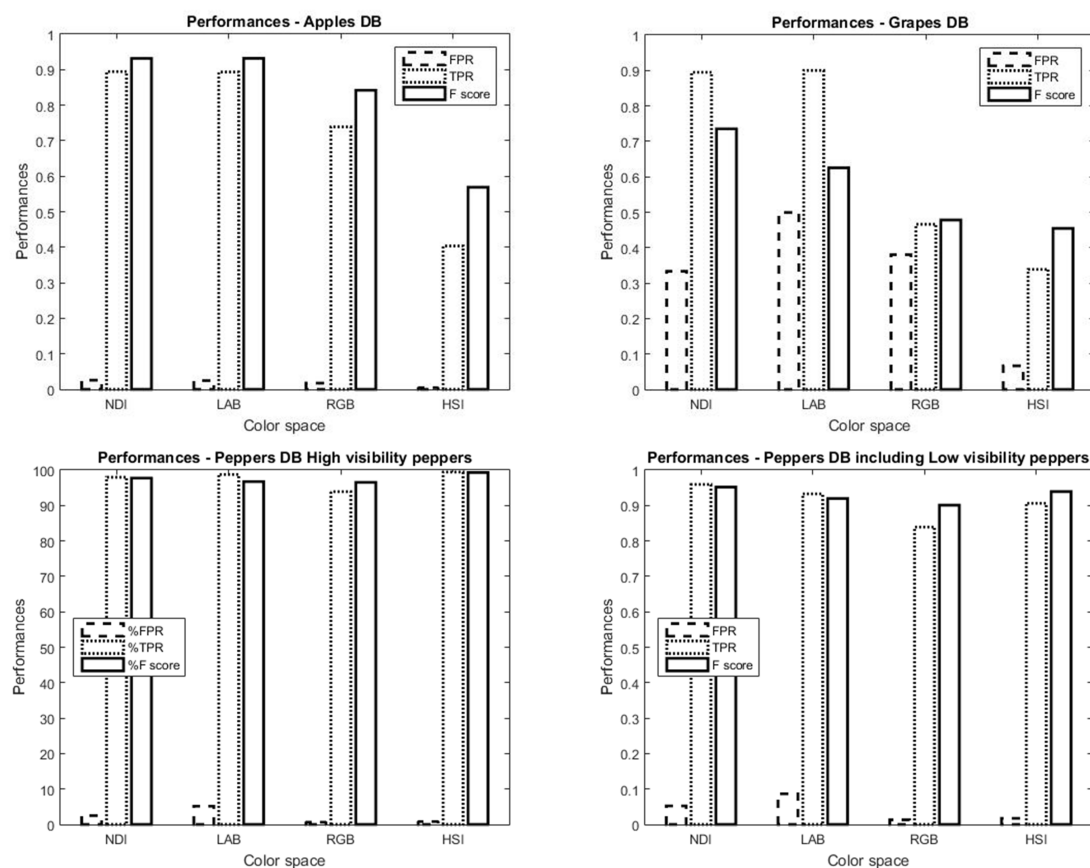 Performances - Apples DB
1
0.9
0.8
0.7
0.6
0.5
0.4
0.3
0.2
0.1
0
Performances
FPR
TPR
F score
NDI LAB RGB HSI
Color space
Performances - Grapes DB
1
0.9
0.8
0.7
0.6
0.5
0.4
0.3
0.2
0.1
0
Performances
FPR
TPR
F score
NDI LAB RGB HSI
Color space
Performances - Peppers DB High visibility peppers
100
90
80
70
60
50
40
30
20
10
0
Performances
%FPR
%TPR
%F score
NDI LAB RGB HSI
Color space
Performances - Peppers DB including Low visibility peppers
1
0.9
0.8
0.7
0.6
0.5
0.4
0.3
0.2
0.1
0
Performances
FPR
TPR
F score
NDI LAB RGB HSI
Color space